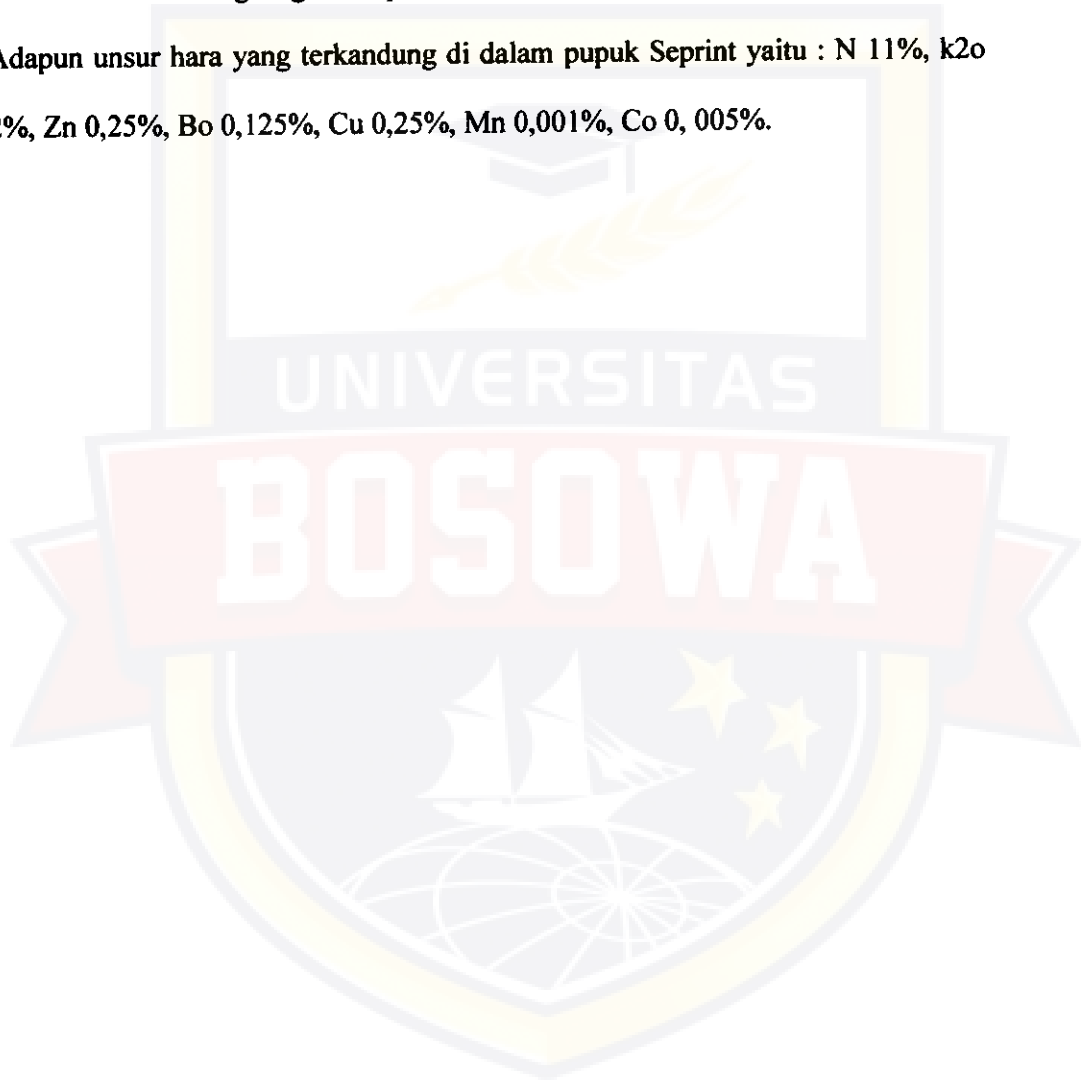 Adapun unsur hara yang terkandung di dalam pupuk Seprint yaitu : N 11%, k2o
%, Zn 0,25%, Bo 0,125%, Cu 0,25%, Mn 0,001%, Co 0, 005%.
UNIVERSITAS
BOSOWA